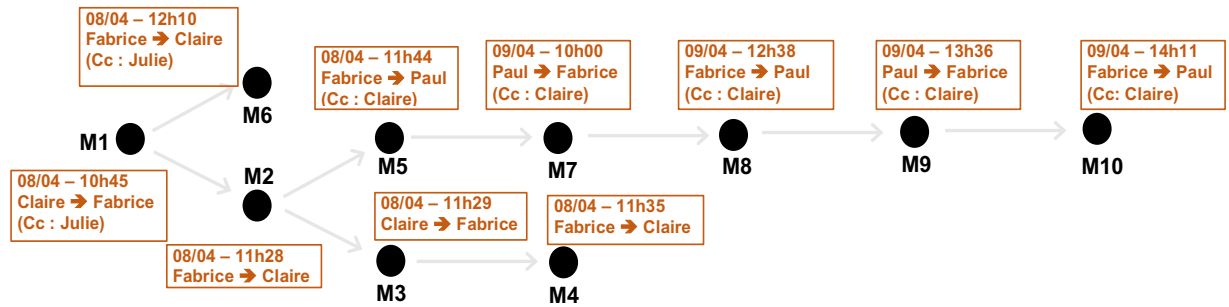 08/04 – 12h10
Fabrice ➔ Claire
(Cc : Julie)
M6
M1
08/04 – 10h45
Claire ➔ Fabrice
(Cc : Julie)
M2
08/04 – 11h28
Fabrice ➔ Claire
08/04 – 11h44
Fabrice ➔ Paul
(Cc : Claire)
M5
09/04 – 10h00
Paul ➔ Fabrice
(Cc : Claire)
M7
09/04 – 12h38
Fabrice ➔ Paul
(Cc : Claire)
M8
09/04 – 13h36
Paul ➔ Fabrice
(Cc : Claire)
M9
09/04 – 14h11
Fabrice ➔ Paul
(Cc: Claire)
M10
08/04 – 11h29
Claire ➔ Fabrice
M3
08/04 – 11h35
Fabrice ➔ Claire
M4